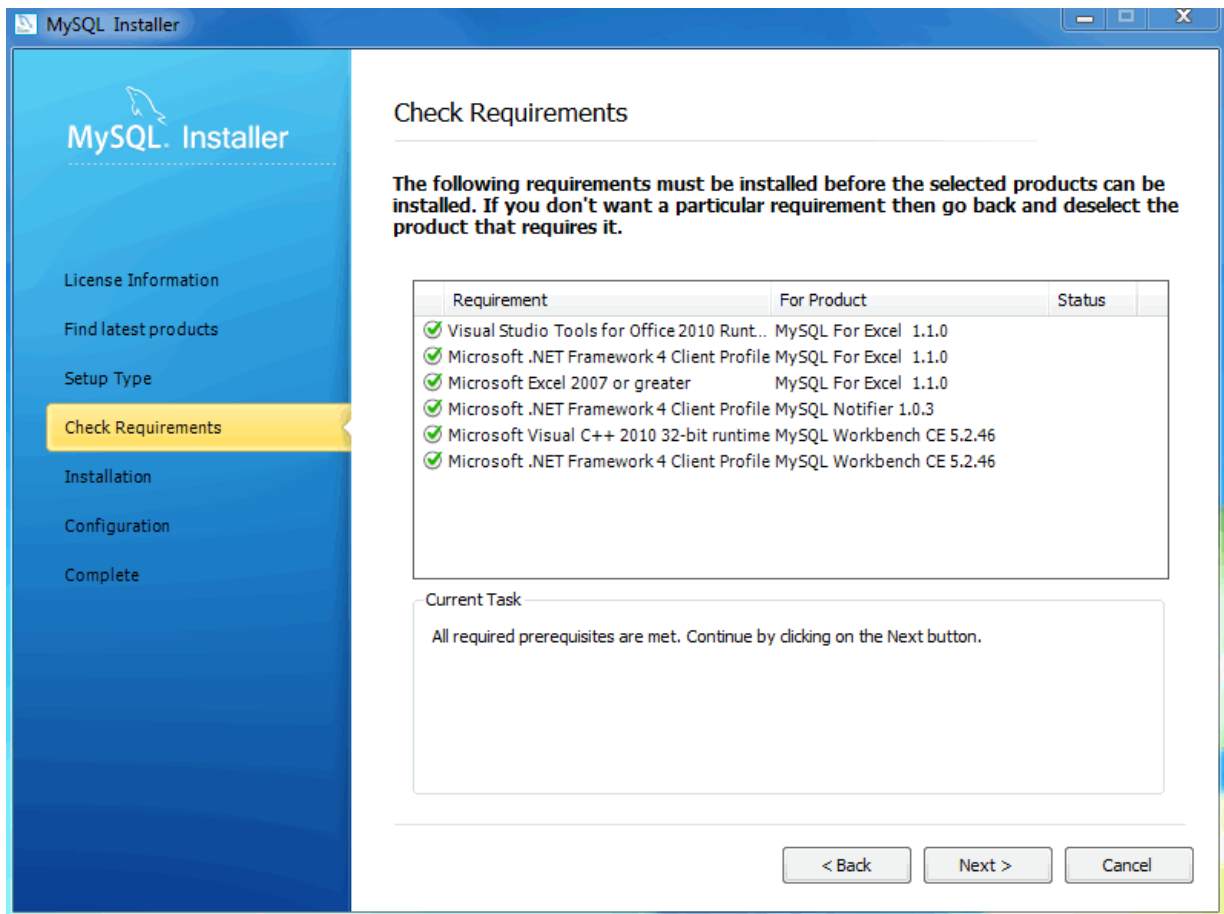 MySQL Installer
MySQL. Installer
License Information
Find latest products
Setup Type
Check Requirements
Installation
Configuration
Complete
Check Requirements
The following requirements must be installed before the selected products can be
installed. If you don't want a particular requirement then go back and deselect the
product that requires it.
Requirement For Product Status
Visual Studio Tools for Office 2010 Runt... MySQL For Excel 1.1.0
Microsoft .NET Framework 4 Client Profile MySQL For Excel 1.1.0
Microsoft Excel 2007 or greater MySQL For Excel 1.1.0
Microsoft .NET Framework 4 Client Profile MySQL Notifier 1.0.3
Microsoft Visual C++ 2010 32-bit runtime MySQL Workbench CE 5.2.46
Microsoft .NET Framework 4 Client Profile MySQL Workbench CE 5.2.46
Current Task
All required prerequisites are met. Continue by clicking on the Next button.
< Back Next > Cancel